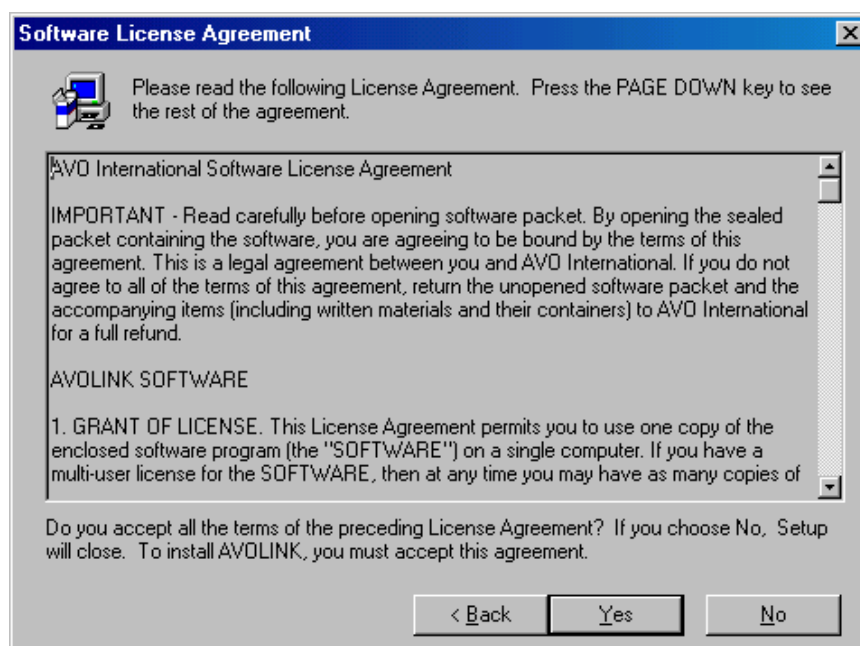 Software License Agreement
Please read the following License Agreement.  Press the PAGE DOWN key to see
the rest of the agreement.
AVO International Software License Agreement
IMPORTANT - Read carefully before opening software packet. By opening the sealed
packet containing the software, you are agreeing to be bound by the terms of this
agreement. This is a legal agreement between you and AVO International. If you do not
agree to all of the terms of this agreement, return the unopened software packet and the
accompanying items (including written materials and their containers) to AVO International
for a full refund.
AVOLINK SOFTWARE
1. GRANT OF LICENSE. This License Agreement permits you to use one copy of the
enclosed software program (the "SOFTWARE") on a single computer. If you have a
multi-user license for the SOFTWARE, then at any time you may have as many copies of
Do you accept all the terms of the preceding License Agreement?  If you choose No,  Setup
will close.  To install AVOLINK, you must accept this agreement.
< Back
Yes
No